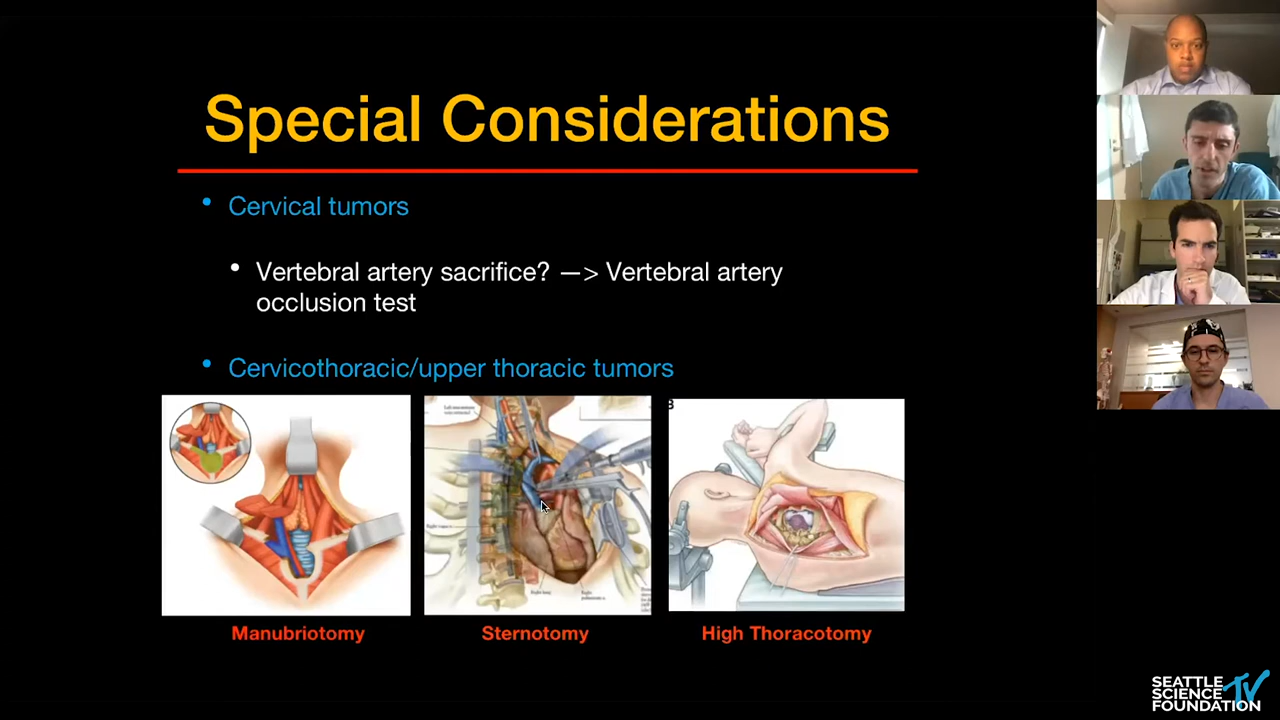 Special Considerations
• Cervical tumors
• Vertebral artery sacrifice? —> Vertebral artery
occlusion test
• Cervicothoracic/upper thoracic tumors
B
Manubriotomy
Sternotomy
High Thoracotomy
SEATTLE
SCIENCE TV
FOUNDATION